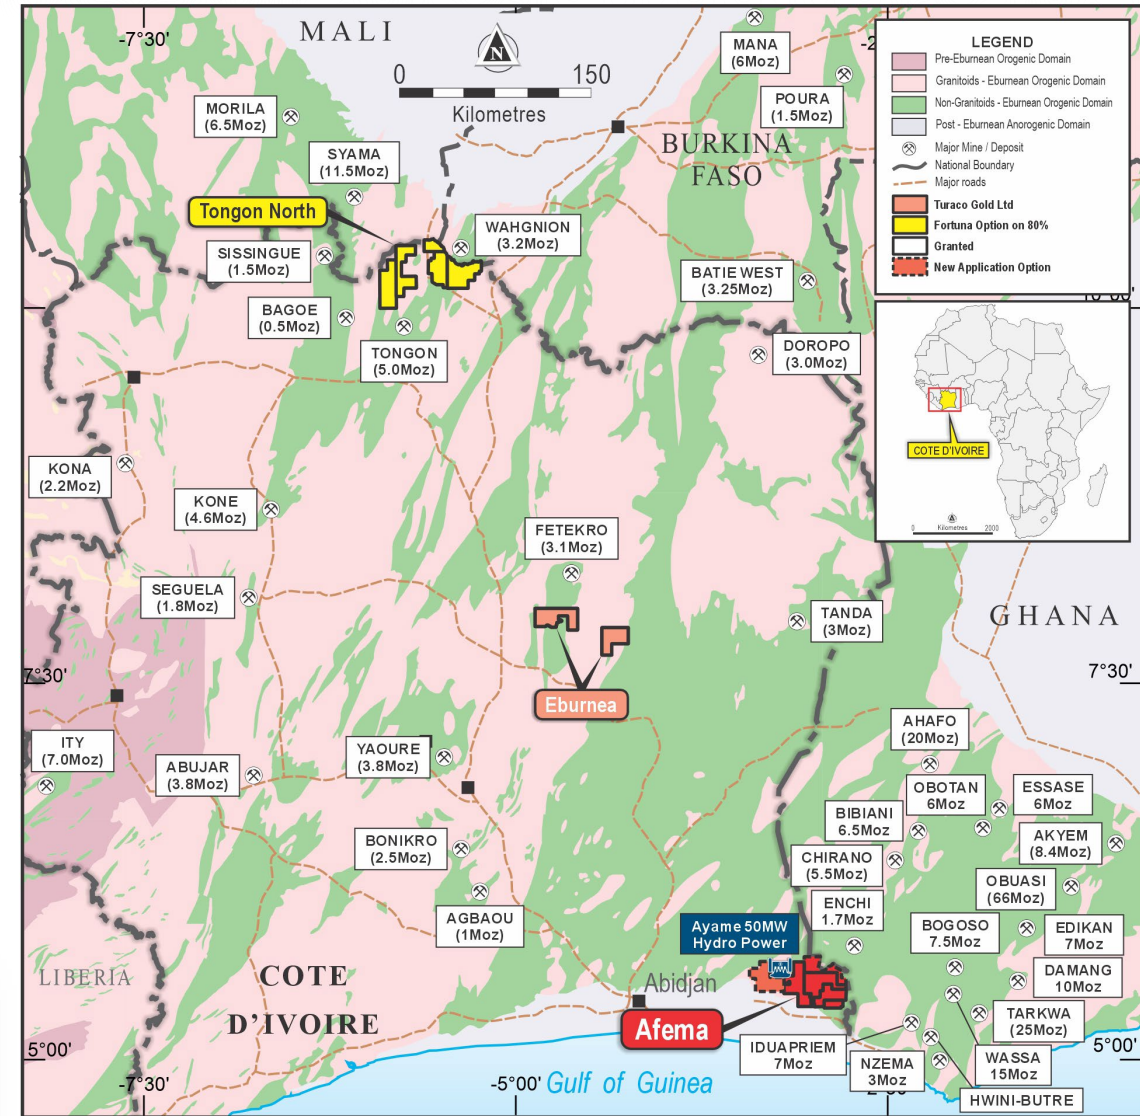 -7°30'
MALI
N
0 150
Kilometres
MANA
(6Moz)
POURA
(1.5Moz)
MORILA
(6.5Moz)
SYAMA
(11.5Moz)
BURKINA
FASO
Tongon North
WAHGNION
(3.2Moz)
SISSINGUE
(1.5Moz)
BATIE WEST
(3.25Moz)
BAGOE
(0.5Moz)
TONGON
(5.0Moz)
DOROPO
(3.0Moz)
LEGEND
Pre-Eburnean Orogenic Domain
Granitoids - Eburnean Orogenic Domain
Non-Granitoids - Eburnean Orogenic Domain
Post - Eburnean Anorogenic Domain
Major Mine / Deposit
National Boundary
Major roads
Turaco Gold Ltd
Fortuna Option on 80%
Granted
New Application Option
COTE D'IVOIRE
0 Kilometres 2000
KONA
(2.2Moz)
KONE
(4.6Moz)
FETEKRO
(3.1Moz)
SEGUELA
(1.8Moz)
TANDA
(3Moz)
GHANA
7°30'
7°30'
Eburnea
AHAFO
(20Moz)
ITY
(7.0Moz)
ABUJAR
(3.8Moz)
YAOURE
(3.8Moz)
OBOTAN
6Moz
ESSASE
6Moz
BIBIANI
6.5Moz
AKYEM
(8.4Moz)
BONIKRO
(2.5Moz)
CHIRANO
(5.5Moz)
OBUASI
(66Moz)
AGBAOU
(1Moz)
ENCHI
1.7Moz
BOGOSO
7.5Moz
EDIKAN
7Moz
Ayame 50MW
Hydro Power
DAMANG
10Moz
LIBERIA
COTE
D'IVOIRE
Abidjan
Afema
TARKWA
(25Moz)
IDUAPRIEM
7Moz
NZEMA
3Moz
WASSA
15Moz
HWINI-BUTRE
5°00'
5°00'
-7°30'
-5°00'
Gulf of Guinea